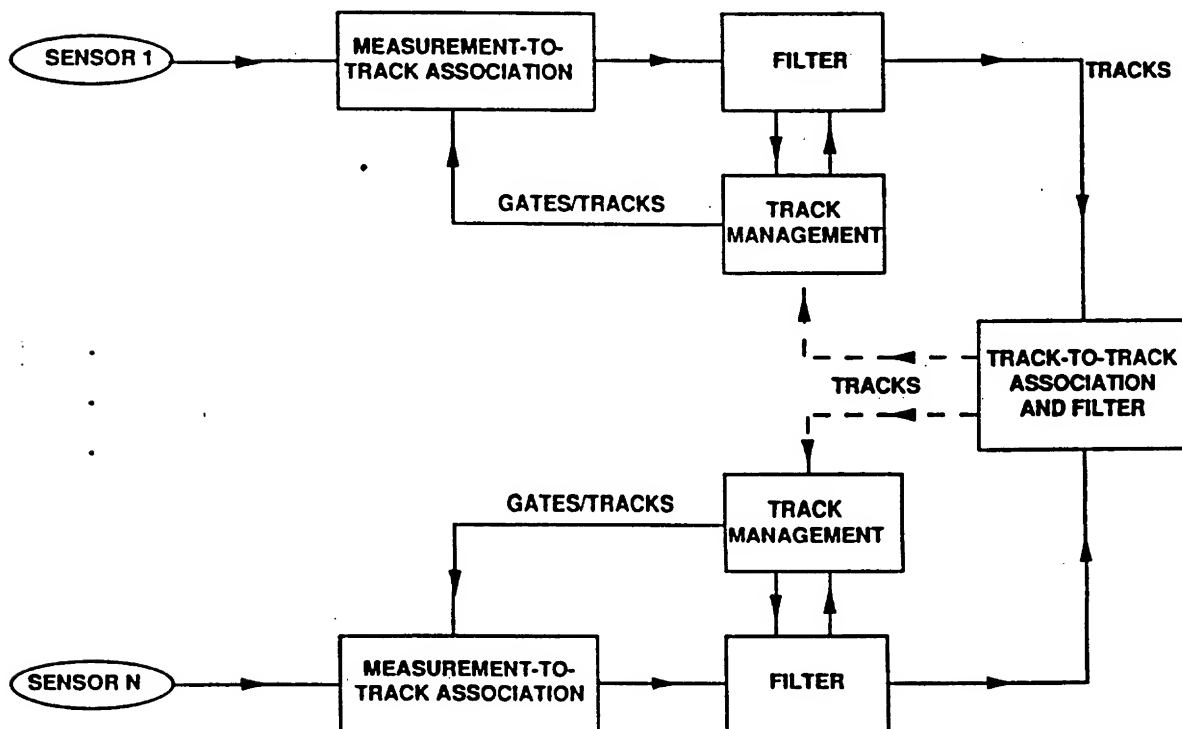 SENSOR 1
MEASUREMENT-TO-
TRACK ASSOCIATION
FILTER
TRACKS
GATES/TRACKS
TRACK
MANAGEMENT
TRACK-TO-TRACK
ASSOCIATION
AND FILTER
TRACKS
GATES/TRACKS
TRACK
MANAGEMENT
SENSOR N
MEASUREMENT-TO-
TRACK ASSOCIATION
FILTER